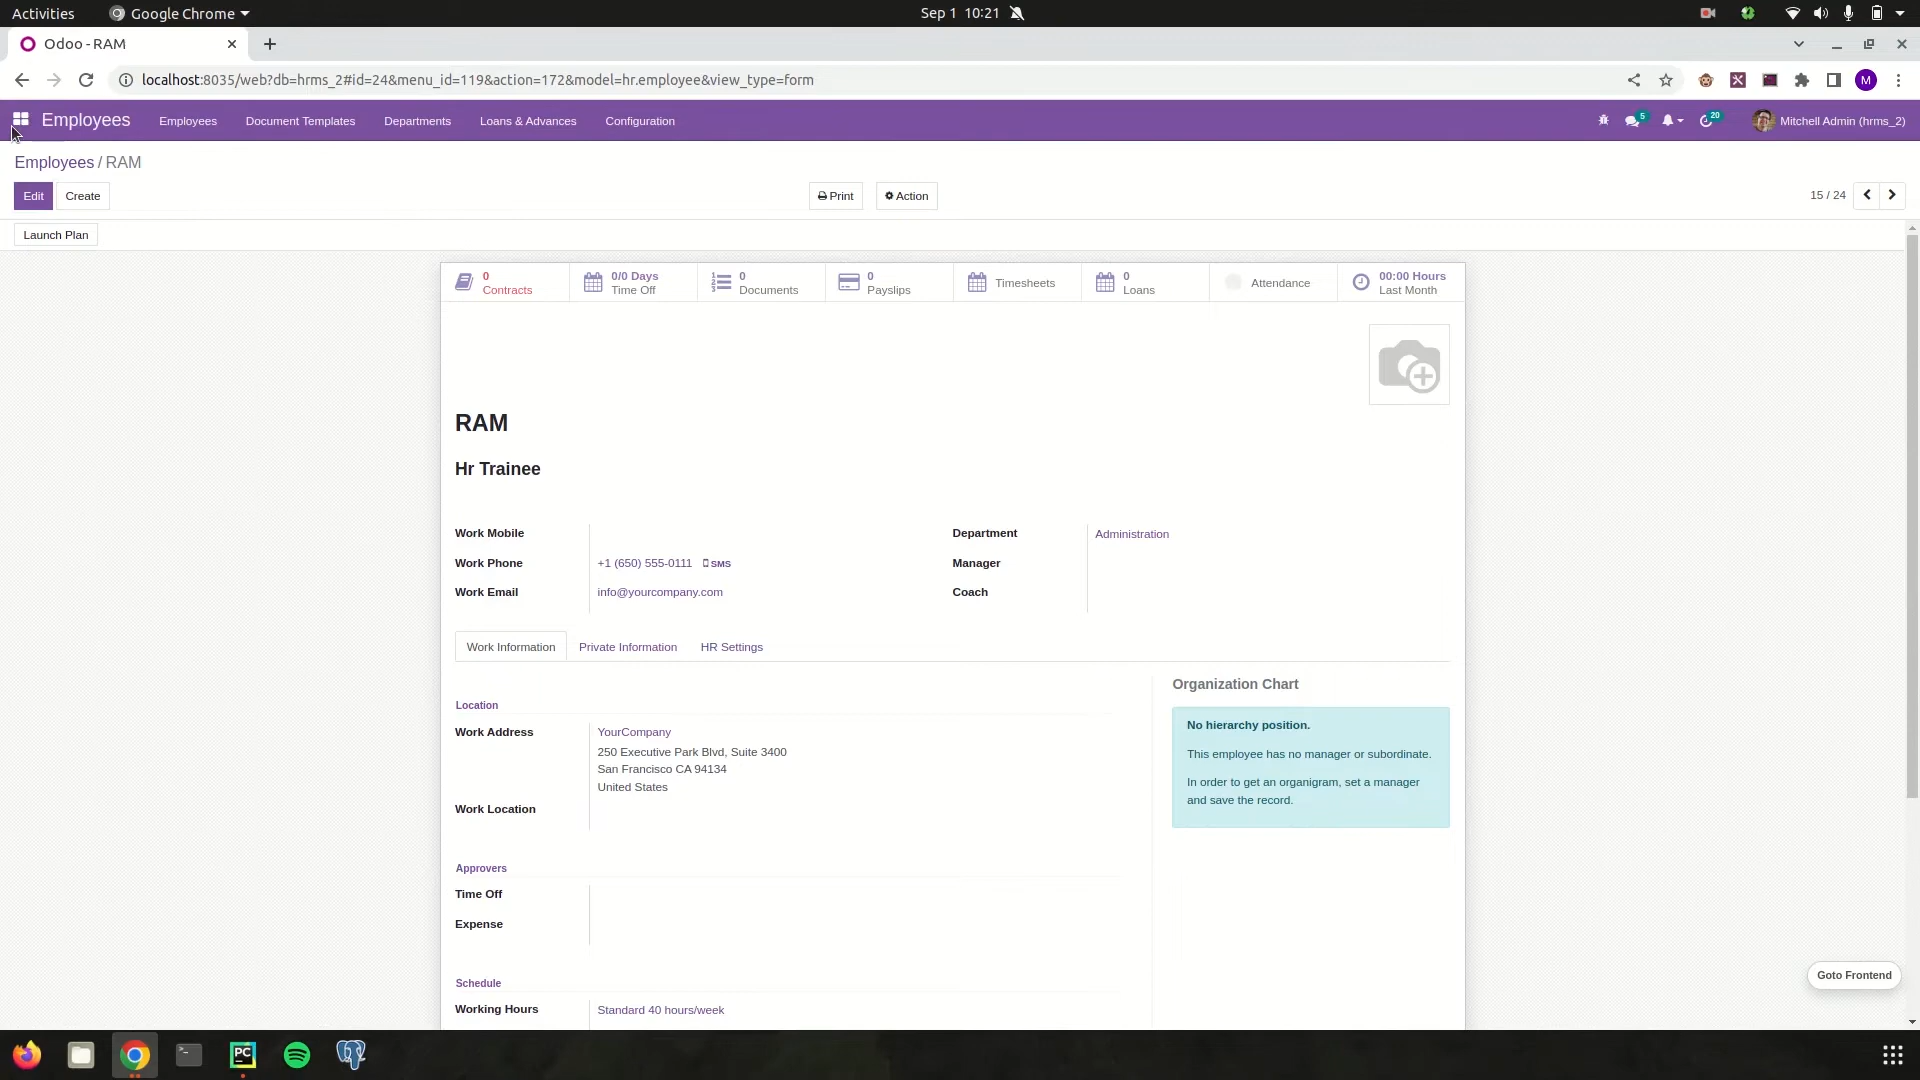 Activities
Google Chrome
Sep 1 10:21
Odoo - RAM
localhost:8035/web?db=hrms_2#id=24&menu_id=119&action=172&model=hr.employee&view_type=form
M
Employees
Employees
Document Templates
Departments
Loans & Advances
Configuration
5
20
Mitchell Admin (hrms_2)
Employees / RAM
Edit
Create
Print
Action
15 / 24
Launch Plan
0
Contracts
0/0 Days
Time Off
0
Documents
0
Payslips
Timesheets
0
Loans
Attendance
00:00 Hours
Last Month
RAM
Hr Trainee
Work Mobile
Work Phone
+1 (650) 555-0111
SMS
Work Email
info@yourcompany.com
Department
Administration
Manager
Coach
Work Information
Private Information
HR Settings
Location
Work Address
YourCompany
250 Executive Park Blvd, Suite 3400
San Francisco CA 94134
United States
Work Location
Approvers
Time Off
Expense
Schedule
Working Hours
Standard 40 hours/week
Organization Chart
No hierarchy position.
This employee has no manager or subordinate.
In order to get an organigram, set a manager
and save the record.
Goto Frontend
PC